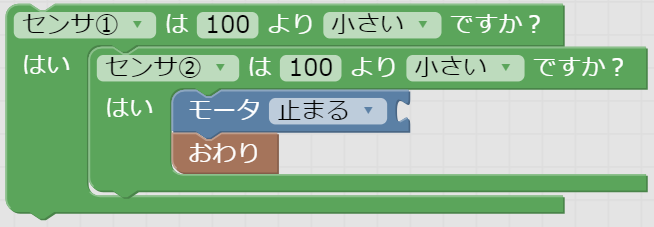 センサ① は 100 より 小さい ですか?
はい センサ② は 100 より 小さい ですか?
はい モータ 止まる
おわり